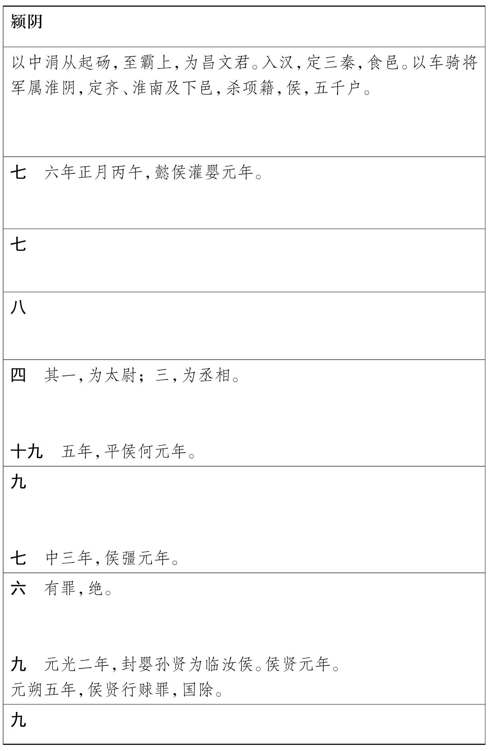 颍阴
以中涓从起砀，至霸上，为昌文君。入汉，定三秦，食邑。以车骑将
军属淮阴，定齐、淮南及下邑，杀项籍，侯，五千户。
七　六年正月丙午，懿侯灌婴元年。
七
八
四　其一，为太尉；三，为丞相。
十九　五年，平侯何元年。
九
七　中三年，侯彊元年。
六　有罪，绝。
九　元光二年，封婴孙贤为临汝侯。侯贤元年。
元朔五年，侯贤行赇罪，国除。
九